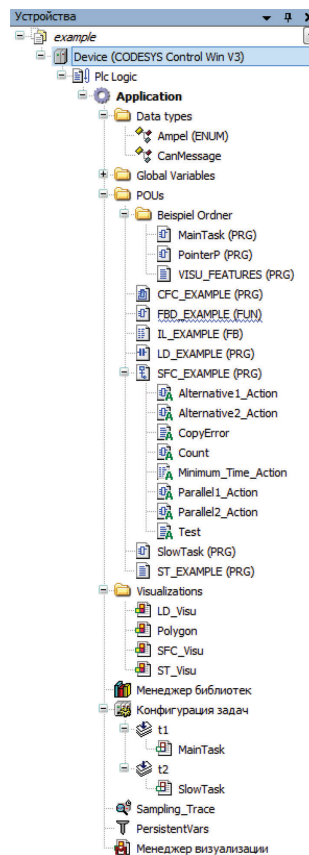 Устройства
example
Device (CODESYS Control Win V3)
Plc Logic
Application
Data types
Ampel (ENUM)
CanMessage
Global Variables
POUs
Beispiel Ordner
MainTask (PRG)
PointerP (PRG)
VISU_FEATURES (PRG)
CFC_EXAMPLE (PRG)
FBD_EXAMPLE (FUN)
IL_EXAMPLE (FB)
LD_EXAMPLE (PRG)
SFC_EXAMPLE (PRG)
Alternative1_Action
Alternative2_Action
CopyError
Count
Minimum_Time_Action
Parallel1_Action
Parallel2_Action
Test
SlowTask (PRG)
ST_EXAMPLE (PRG)
Visualizations
LD_Visu
Polygon
SFC_Visu
ST_Visu
Менеджер библиотек
Конфигурация задач
t1
MainTask
t2
SlowTask
Sampling_Trace
PersistentVars
Менеджер визуализации